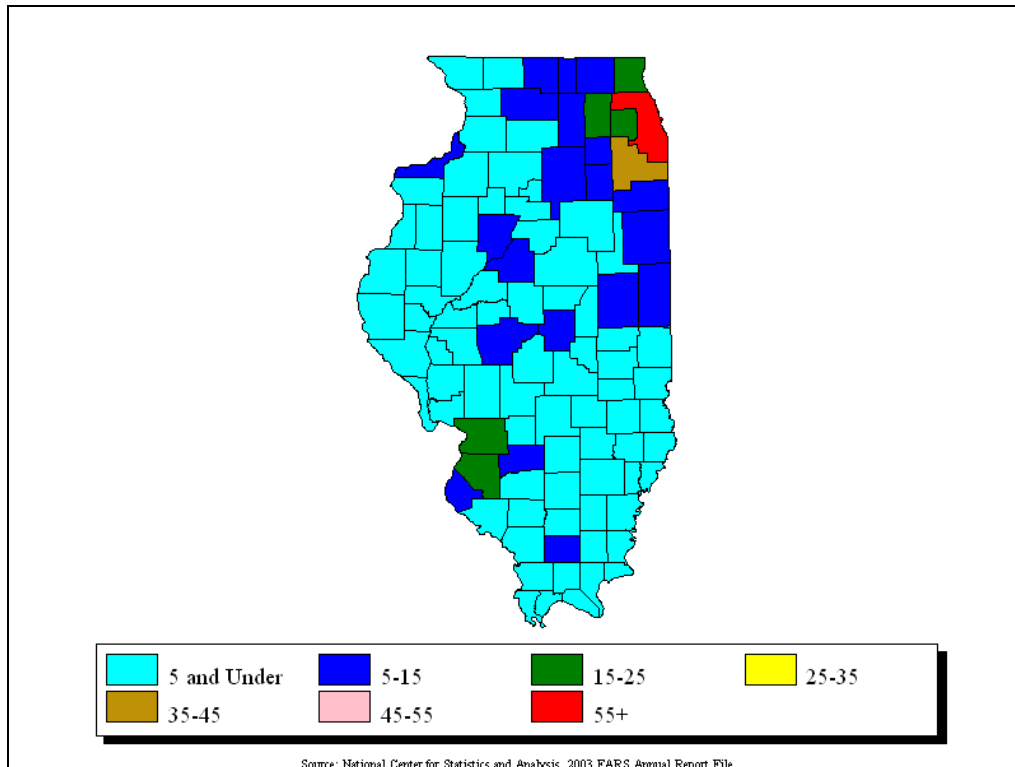 5 and Under 5-15 15-25 25-35
35-45 45-55 55+
Source: National Center for Statistics and Analysis, 2003 FARS Annual Report File